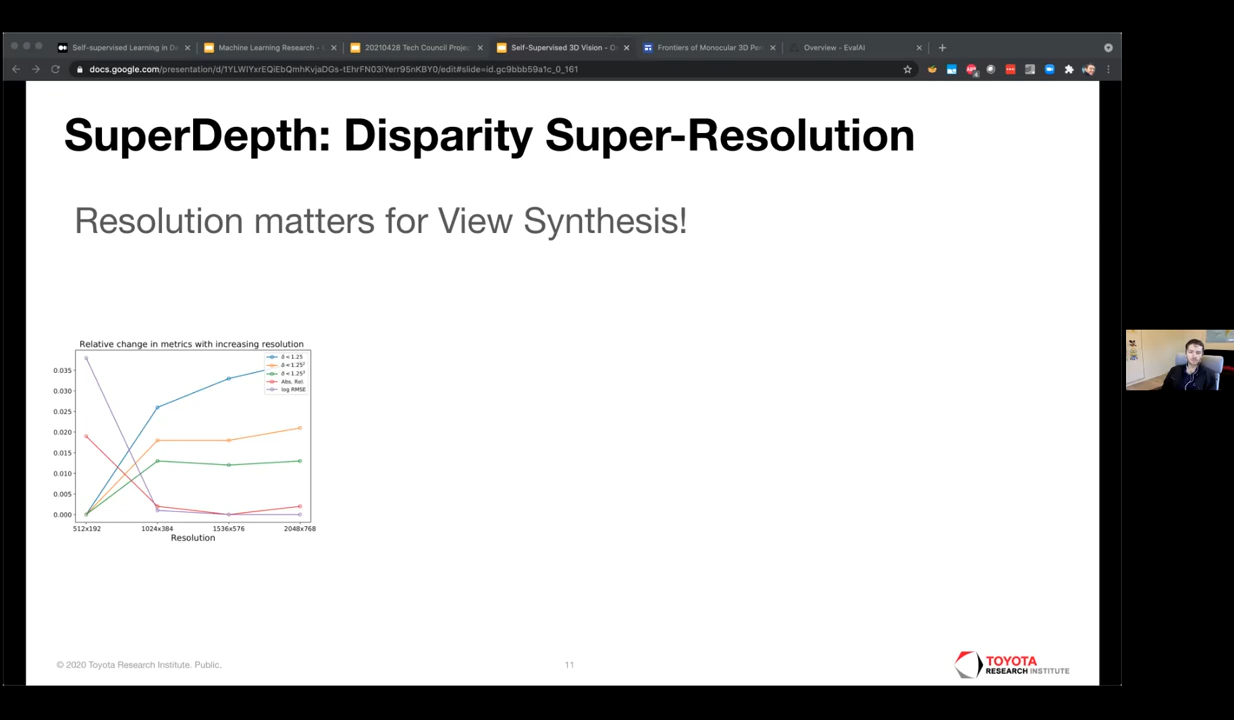 Self-supervised Learning in De
Machine Learning Research -
20210428 Tech Council Projec
Self-Supervised 3D Vision - O
Frontiers of Monocular 3D Per
Overview - EvalAI
docs.google.com/presentation/d/1YLWIYxrEQiEbQmhKvjaDGs-tEhrFN03iYerr95nKBY0/edit#slide=id.gc9bbb59a1c_0_161
SuperDepth: Disparity Super-Resolution
Resolution matters for View Synthesis!
Relative change in metrics with increasing resolution
δ < 1.25
δ < 1.25²
δ < 1.25³
Abs. Rel.
log RMSE
0.035
0.030
0.025
0.020
0.015
0.010
0.005
0.000
512x192 1024x384 1536x576 2048x768
Resolution
© 2020 Toyota Research Institute. Public.
11
TOYOTA
RESEARCH INSTITUTE